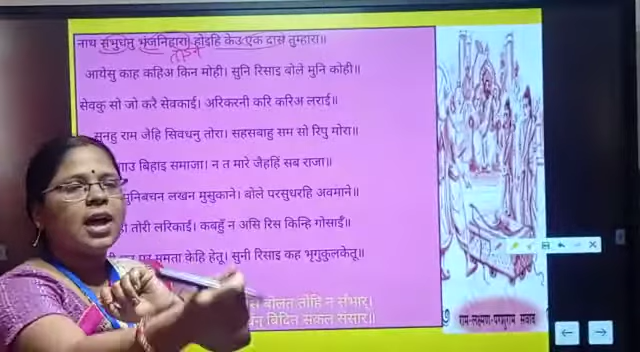 नाथ संभुधनु भंजनिहारा। होइहि केउ एक दास तुम्हारा॥
आयेसु काह कहिअ किन मोही। सुनि रिसाइ बोले मुनि कोही॥
सेवकु सो जो करै सेवकाई। अरिकरनी करि करिअ लराई॥
सुनहु राम जेहि सिवधनु तोरा। सहसबाहु सम सो रिपु मोरा॥
बिहाइ समाजा। न त मारे जैहहिं सब राजा॥
मुनिबचन लखन मुसुकाने। बोले परसुधरहि अवमाने॥
तोरी लरिकाईं। कबहुँ न असि रिस कीन्हि गोसाईं॥
ममता केहि हेतू। सुनी रिसाइ कह भृगुकुलकेतू॥
बोलत तोहि न सँभार।
बिदित सकल संसार॥
राम-लक्ष्मण-परशुराम संवाद